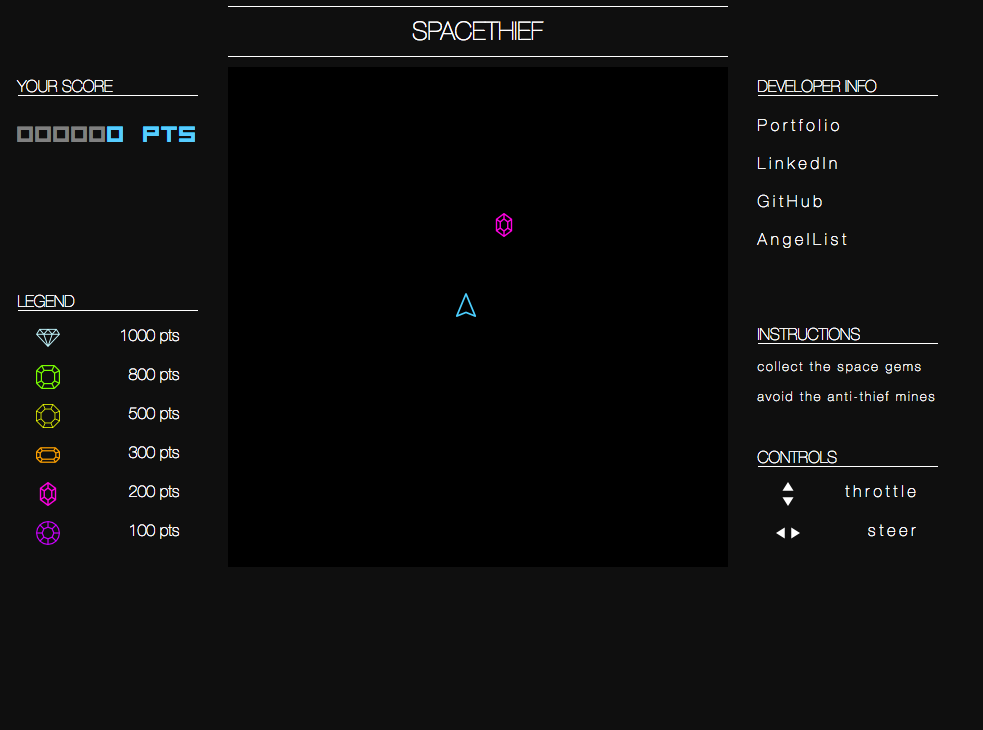 SPACETHIEF
YOUR SCORE
000000 PTS
LEGEND
1000 pts
800 pts
500 pts
300 pts
200 pts
100 pts
DEVELOPER INFO
Portfolio
LinkedIn
GitHub
AngelList
INSTRUCTIONS
collect the space gems
avoid the anti-thief mines
CONTROLS
throttle
steer